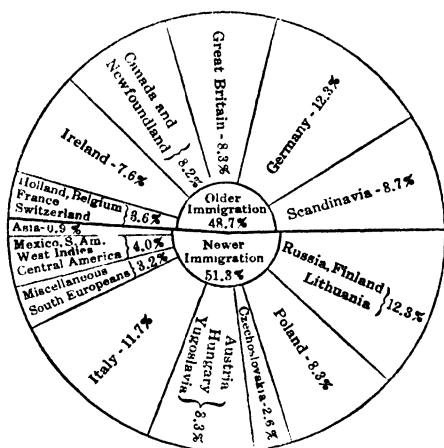 Great Britain - 8.3%
Germany - 12.3%
Scandinavia - 8.7%
Canada and
Newfoundland} 8.2%
Ireland - 7.6%
Holland, Belgium
France
Switzerland} 3.6%
Older
Immigration
48.7%
Newer
Immigration
51.3%
Asia - 0.9 %
Mexico, S. Am.
West Indies
Central America} 4.0%
Miscellaneous
South Europeans} 3.2%
Italy - 11.7%
Austria
Hungary
Yugoslavia} 8.3%
Czechoslovakia - 2.6%
Poland - 8.3%
Russia, Finland
Lithuania} 12.3%